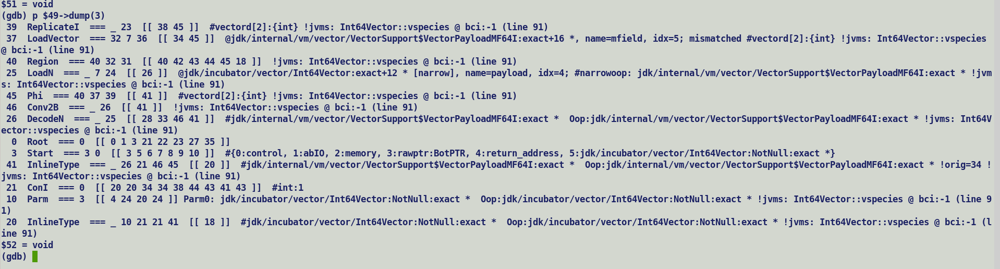 $51 = void
(gdb) p $49->dump(3)
 39  ReplicateI  === _ 23  [[ 38 45 ]]  #vectord[2]:{int} !jvms: Int64Vector::vspecies @ bci:-1 (line 91)
 37  LoadVector  === 32 7 36  [[ 34 45 ]]  @jdk/internal/vm/vector/VectorSupport$VectorPayloadMF64I:exact+16 *, name=mfield, idx=5; mismatched #vectord[2]:{int} !jvms: Int64Vector::vspecies
@ bci:-1 (line 91)
 40  Region  === 40 32 31  [[ 40 42 43 44 45 18 ]]  !jvms: Int64Vector::vspecies @ bci:-1 (line 91)
 25  LoadN  === _ 7 24  [[ 26 ]]  @jdk/incubator/vector/Int64Vector:exact+12 * [narrow], name=payload, idx=4; #narrowoop: jdk/internal/vm/vector/VectorSupport$VectorPayloadMF64I:exact * !jvm
s: Int64Vector::vspecies @ bci:-1 (line 91)
 45  Phi  === 40 37 39  [[ 41 ]]  #vectord[2]:{int} !jvms: Int64Vector::vspecies @ bci:-1 (line 91)
 46  Conv2B  === _ 26  [[ 41 ]]  !jvms: Int64Vector::vspecies @ bci:-1 (line 91)
 26  DecodeN  === _ 25  [[ 28 33 46 41 ]]  #jdk/internal/vm/vector/VectorSupport$VectorPayloadMF64I:exact *  Oop:jdk/internal/vm/vector/VectorSupport$VectorPayloadMF64I:exact * !jvms: Int64V
ector::vspecies @ bci:-1 (line 91)
  0  Root  === 0  [[ 0 1 3 21 22 23 27 35 ]]
  3  Start  === 3 0  [[ 3 5 6 7 8 9 10 ]]  #{0:control, 1:abIO, 2:memory, 3:rawptr:BotPTR, 4:return_address, 5:jdk/incubator/vector/Int64Vector:NotNull:exact *}
 41  InlineType  === _ 26 21 46 45  [[ 20 ]]  #jdk/internal/vm/vector/VectorSupport$VectorPayloadMF64I:exact *  Oop:jdk/internal/vm/vector/VectorSupport$VectorPayloadMF64I:exact * !orig=34 !
jvms: Int64Vector::vspecies @ bci:-1 (line 91)
 21  ConI  === 0  [[ 20 20 34 34 38 44 43 41 43 ]]  #int:1
 10  Parm  === 3  [[ 4 24 20 24 ]] Parm0: jdk/incubator/vector/Int64Vector:NotNull:exact *  Oop:jdk/incubator/vector/Int64Vector:NotNull:exact * !jvms: Int64Vector::vspecies @ bci:-1 (line 9
1)
 20  InlineType  === _ 10 21 21 41  [[ 18 ]]  #jdk/incubator/vector/Int64Vector:NotNull:exact *  Oop:jdk/incubator/vector/Int64Vector:NotNull:exact * !jvms: Int64Vector::vspecies @ bci:-1 (l
ine 91)
$52 = void
(gdb)